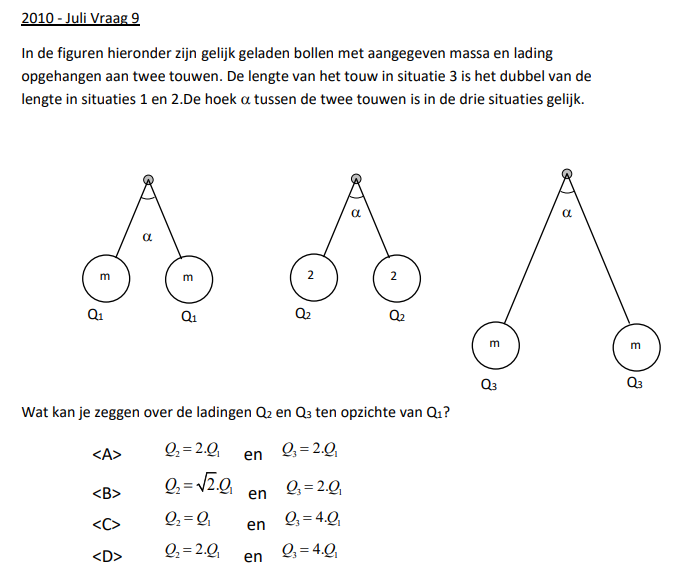 2010 - Juli Vraag 9
In de figuren hieronder zijn gelijk geladen bollen met aangegeven massa en lading
opgehangen aan twee touwen. De lengte van het touw in situatie 3 is het dubbel van de
lengte in situaties 1 en 2.De hoek α tussen de twee touwen is in de drie situaties gelijk.
α
α
α
m m
2 2
m m
Q1 Q1
Q2 Q2
Q3 Q3
Wat kan je zeggen over de ladingen Q2 en Q3 ten opzichte van Q1?
<A> Q₂ = 2.Q₁ en Q₃ = 2.Q₁
<B> Q₂ = √2.Q₁ en Q₃ = 2.Q₁
<C> Q₂ = Q₁ en Q₃ = 4.Q₁
<D> Q₂ = 2.Q₁ en Q₃ = 4.Q₁